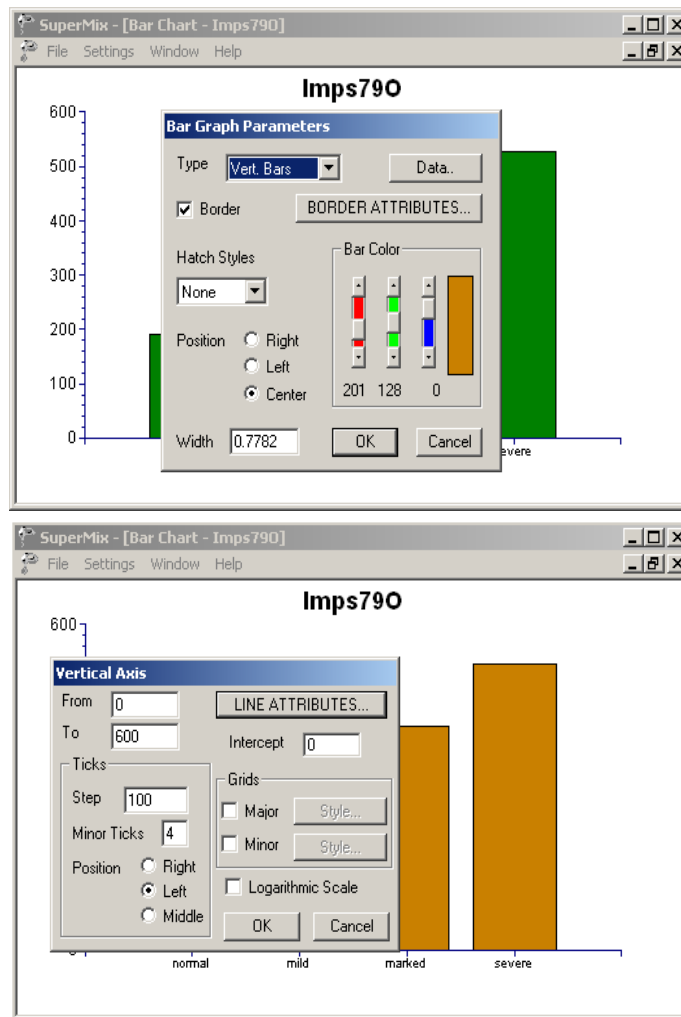 SuperMix - [Bar Chart - Imps79O]
File Settings Window Help
Imps79O
600
500
400
300
200
100
0
Bar Graph Parameters
Type Vert. Bars Data..
Border BORDER ATTRIBUTES...
Hatch Styles
None
Bar Color
Position Right
Left
Center
201 128 0
Width 0.7782 OK Cancel
evere
SuperMix - [Bar Chart - Imps79O]
File Settings Window Help
Imps79O
600
Vertical Axis
From 0 LINE ATTRIBUTES...
To 600
Intercept 0
Ticks
Step 100
Minor Ticks 4
Position Right
Left
Middle
Grids
Major Style...
Minor Style...
Logarithmic Scale
OK Cancel
normal mild marked severe